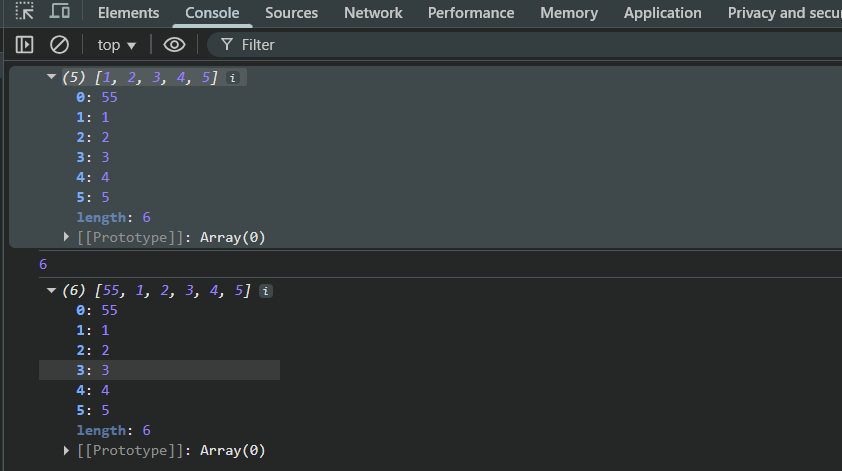 Elements Console Sources Network Performance Memory Application Privacy and secu
top Filter
(5) [1, 2, 3, 4, 5] i
0: 55
1: 1
2: 2
3: 3
4: 4
5: 5
length: 6
[[Prototype]]: Array(0)
6
(6) [55, 1, 2, 3, 4, 5] i
0: 55
1: 1
2: 2
3: 3
4: 4
5: 5
length: 6
[[Prototype]]: Array(0)